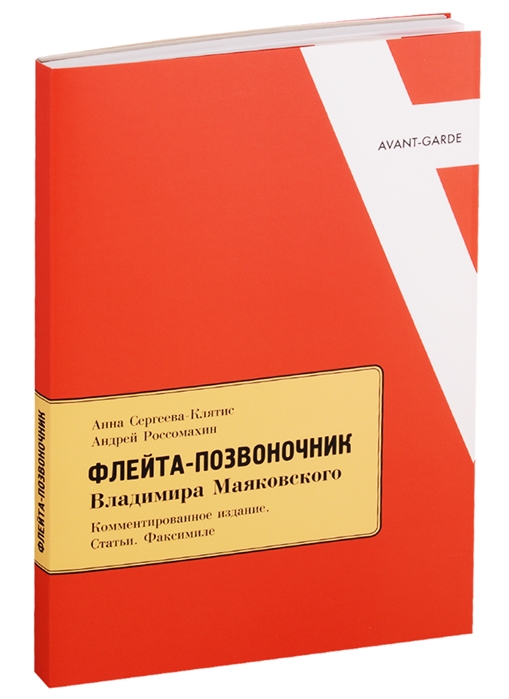 AVANT-GARDE
Анна Сергеева-Клятис
Андрей Россомахин
ФЛЕЙТА-ПОЗВОНОЧНИК
Владимира Маяковского
Комментированное издание.
Статьи. Факсимиле
ФЛЕЙТА-ПОЗВОНОЧНИК